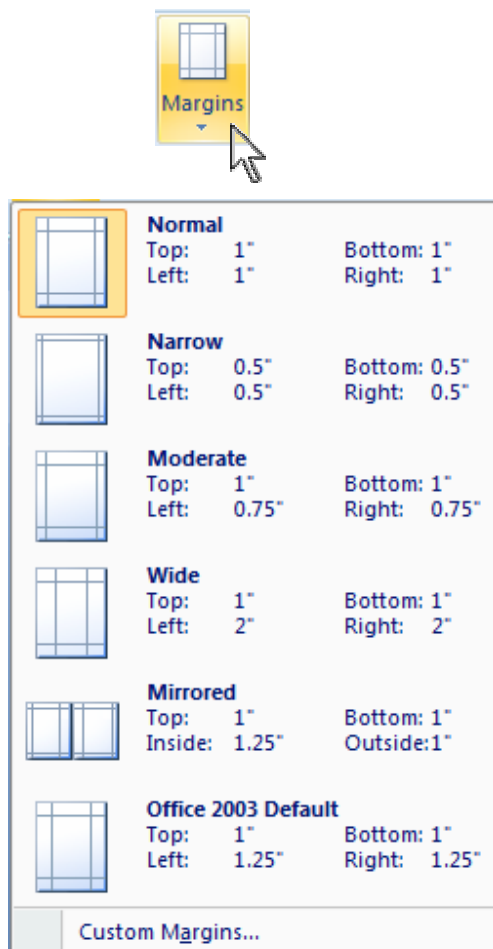 Margins
Normal
Top: 1" Bottom: 1"
Left: 1" Right: 1"
Narrow
Top: 0.5" Bottom: 0.5"
Left: 0.5" Right: 0.5"
Moderate
Top: 1" Bottom: 1"
Left: 0.75" Right: 0.75"
Wide
Top: 1" Bottom: 1"
Left: 2" Right: 2"
Mirrored
Top: 1" Bottom: 1"
Inside: 1.25" Outside:1"
Office 2003 Default
Top: 1" Bottom: 1"
Left: 1.25" Right: 1.25"
Custom Margins...